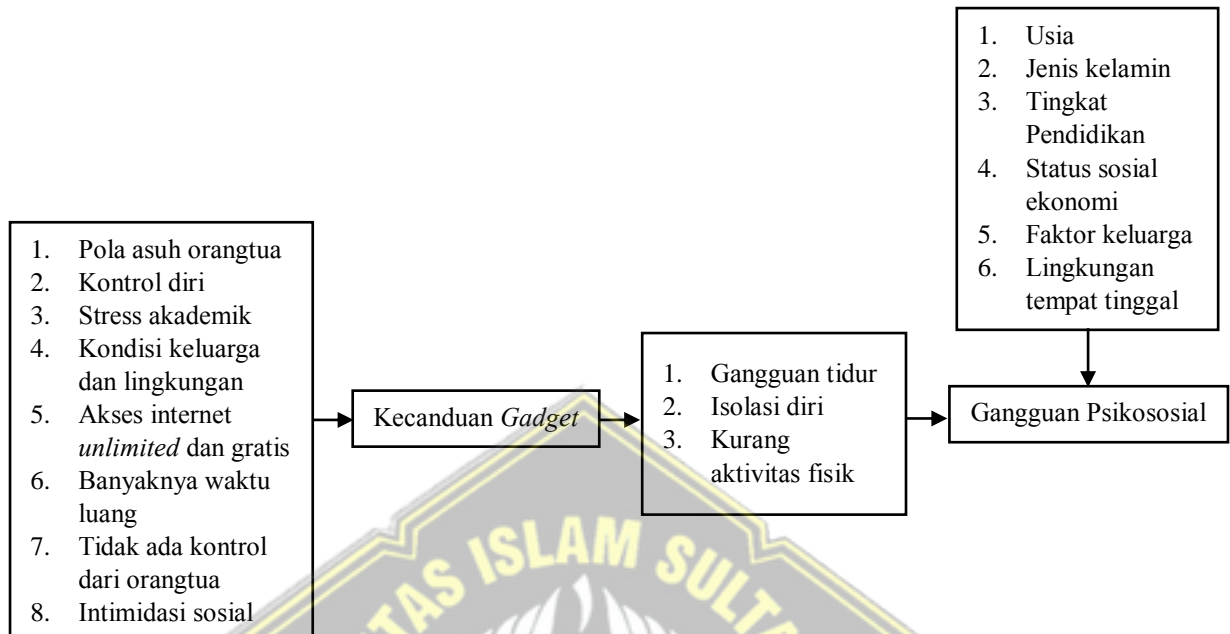 1. Usia
2. Jenis kelamin
3. Tingkat
Pendidikan
4. Status sosial
ekonomi
5. Faktor keluarga
6. Lingkungan
tempat tinggal
1. Pola asuh orangtua
2. Kontrol diri
3. Stress akademik
4. Kondisi keluarga
dan lingkungan
5. Akses internet
unlimited dan gratis
6. Banyaknya waktu
luang
7. Tidak ada kontrol
dari orangtua
8. Intimidasi sosial
Kecanduan Gadget
1. Gangguan tidur
2. Isolasi diri
3. Kurang
aktivitas fisik
Gangguan Psikososial
ISLAM